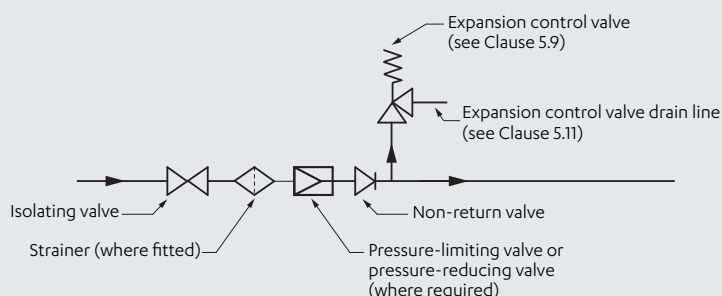 Expansion control valve
(see Clause 5.9)
Expansion control valve drain line
(see Clause 5.11)
Isolating valve
Non-return valve
Strainer (where fitted)
Pressure-limiting valve or
pressure-reducing valve
(where required)